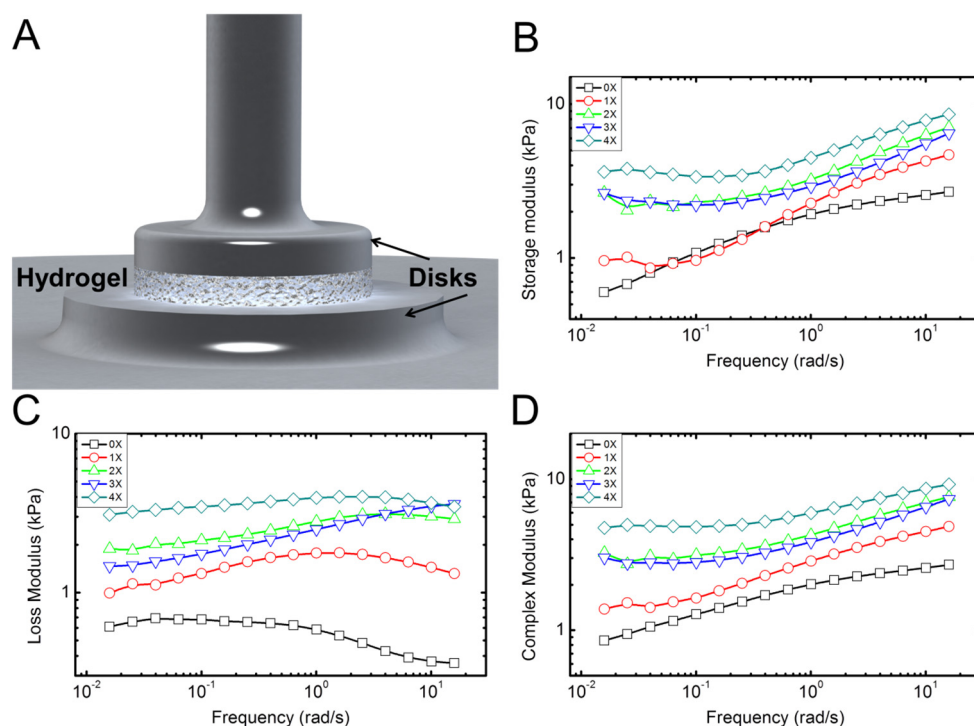 A
Hydrogel
Disks
B
Storage modulus (kPa)
10
1
0X
1X
2X
3X
4X
10⁻²
10⁻¹
10⁰
10¹
Frequency (rad/s)
C
Loss Modulus (kPa)
10
1
0X
1X
2X
3X
4X
10⁻²
10⁻¹
10⁰
10¹
Frequency (rad/s)
D
Complex Modulus (kPa)
10
1
0X
1X
2X
3X
4X
10⁻²
10⁻¹
10⁰
10¹
Frequency (rad/s)